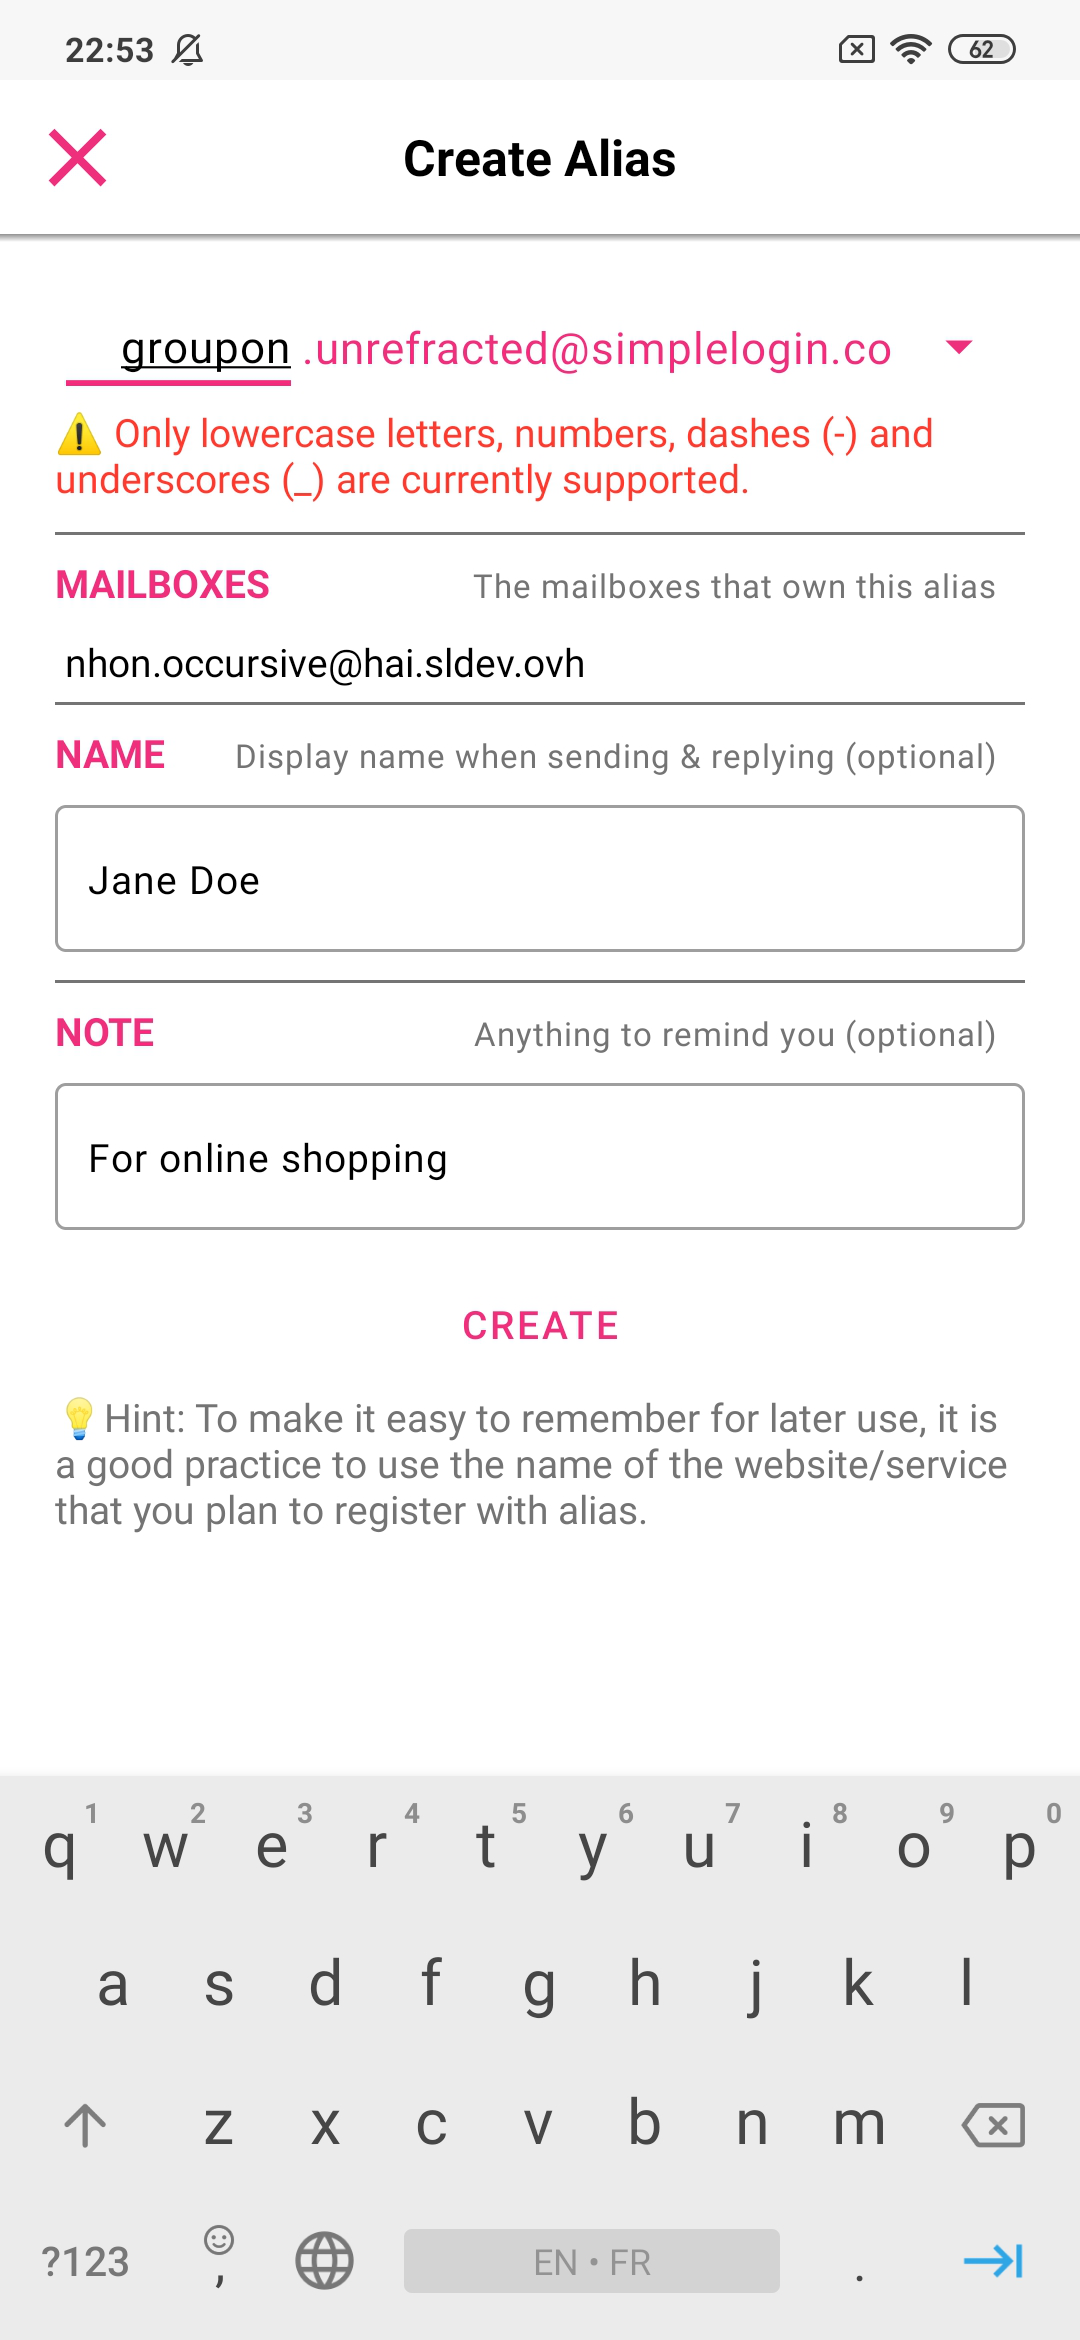 22:53 62
Create Alias
groupon .unrefracted@simplelogin.co
⚠️ Only lowercase letters, numbers, dashes (-) and
underscores (_) are currently supported.
MAILBOXES The mailboxes that own this alias
nhon.occursive@hai.sldev.ovh
NAME Display name when sending & replying (optional)
Jane Doe
NOTE Anything to remind you (optional)
For online shopping
CREATE
💡 Hint: To make it easy to remember for later use, it is
a good practice to use the name of the website/service
that you plan to register with alias.
1 2 3 4 5 6 7 8 9 0
q w e r t y u i o p
a s d f g h j k l
z x c v b n m
?123 , EN • FR .